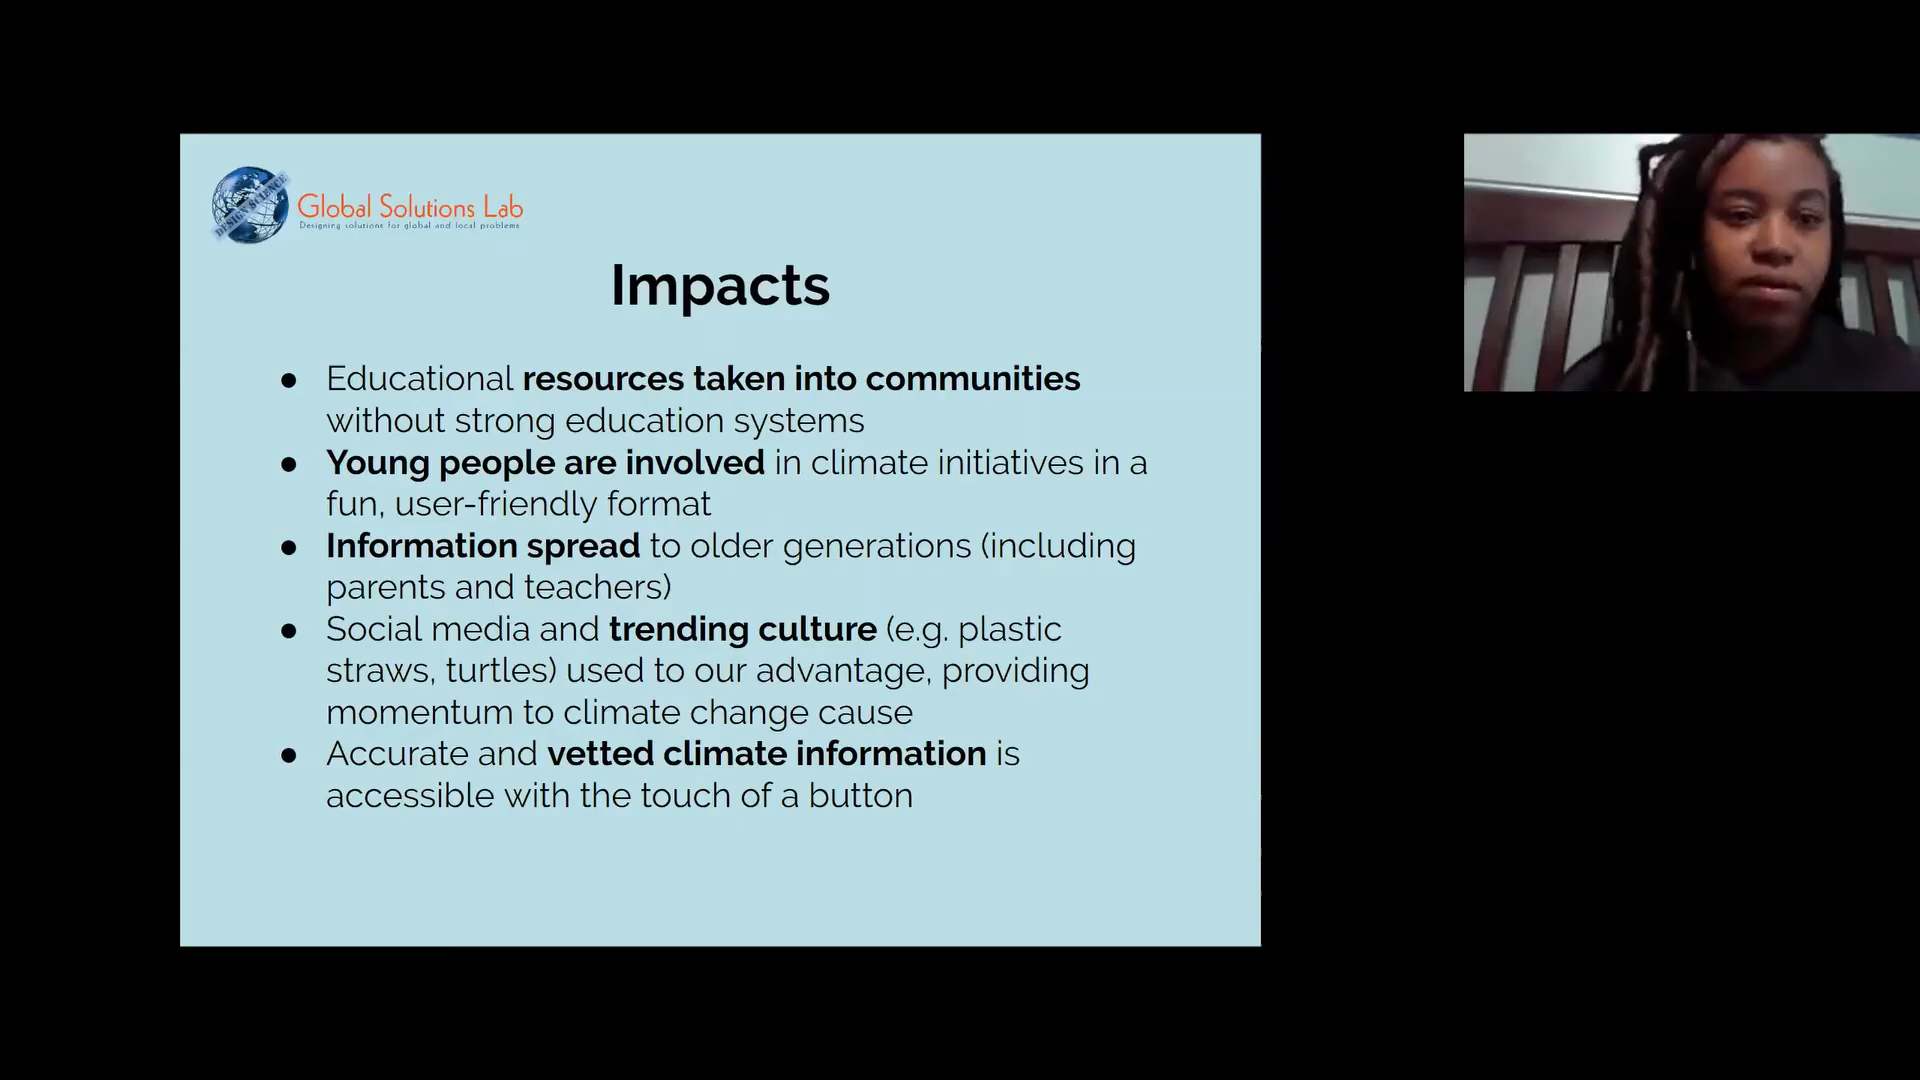 DESIGN SCIENCE
Global Solutions Lab
Designing solutions for global and local problems
Impacts
● Educational resources taken into communities
without strong education systems
● Young people are involved in climate initiatives in a
fun, user-friendly format
● Information spread to older generations (including
parents and teachers)
● Social media and trending culture (e.g. plastic
straws, turtles) used to our advantage, providing
momentum to climate change cause
● Accurate and vetted climate information is
accessible with the touch of a button